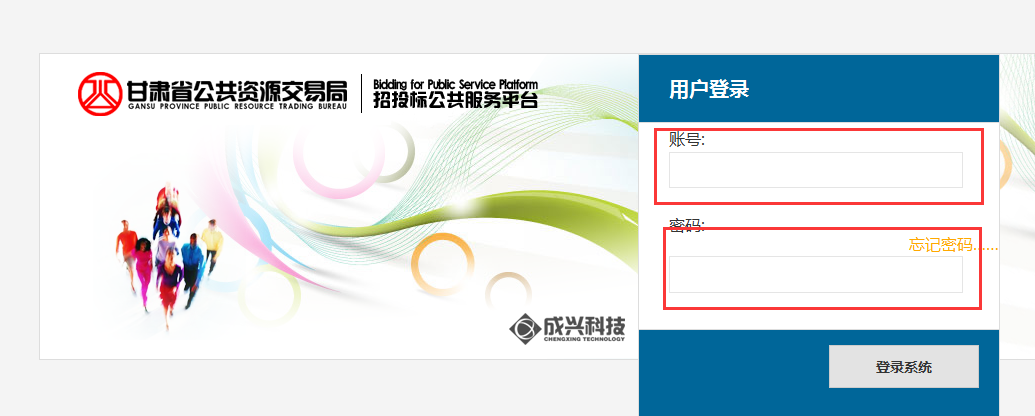 甘肃省公共资源交易局
GANSU PROVINCE PUBLIC RESOURCE TRADING BUREAU
Bidding for Public Service Platform
招投标公共服务平台
用户登录
账号:
密码:
忘记密码......
成兴科技
CHENGXING TECHNOLOGY
登录系统